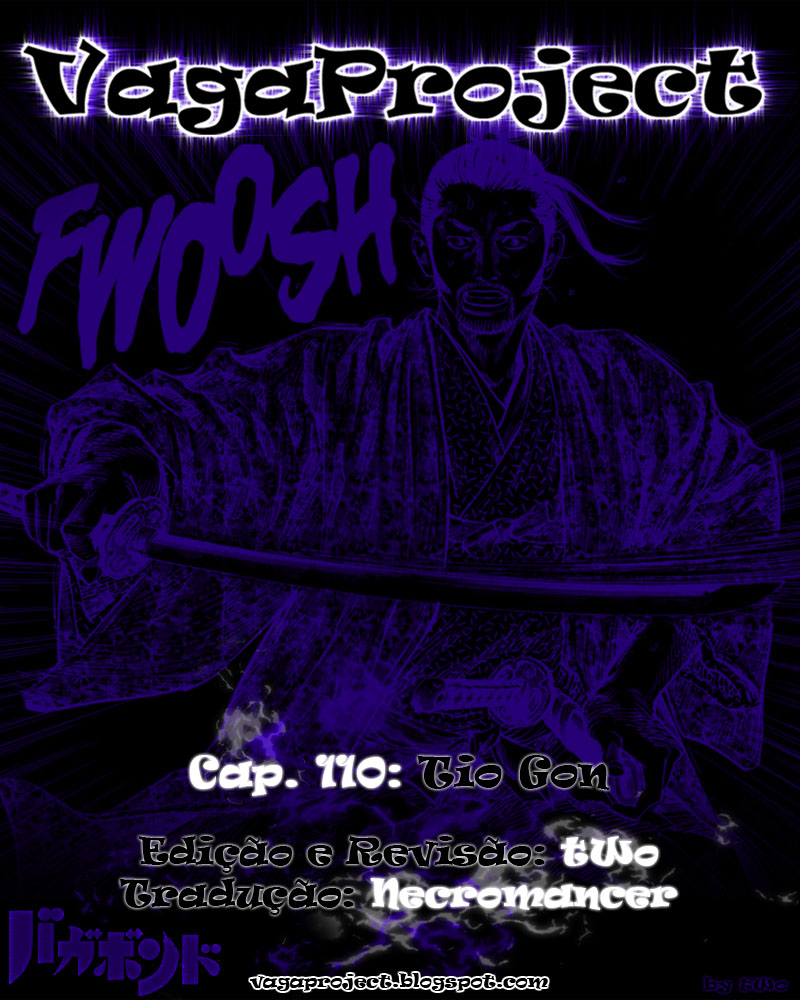 VagaProject
FWOOSH
Cap. 110: Tio Gon
Edição e Revisão: tWo
Tradução: Necromancer
バガボンド
vagaproject.blogspot.com
by tWo